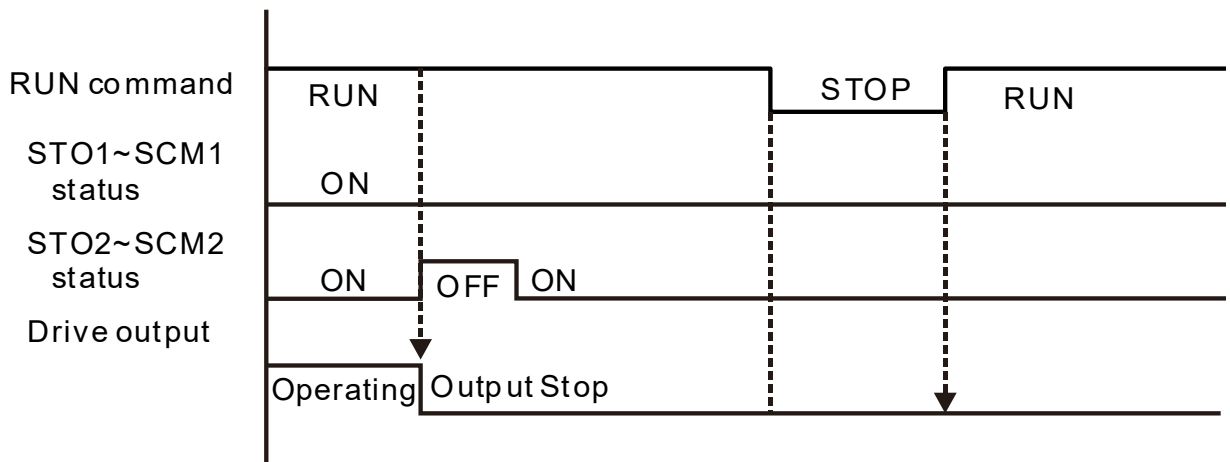 RUN command
RUN
STOP
RUN
STO1~SCM1
status
ON
STO2~SCM2
status
ON
OFF
ON
Drive output
Operating
Output Stop